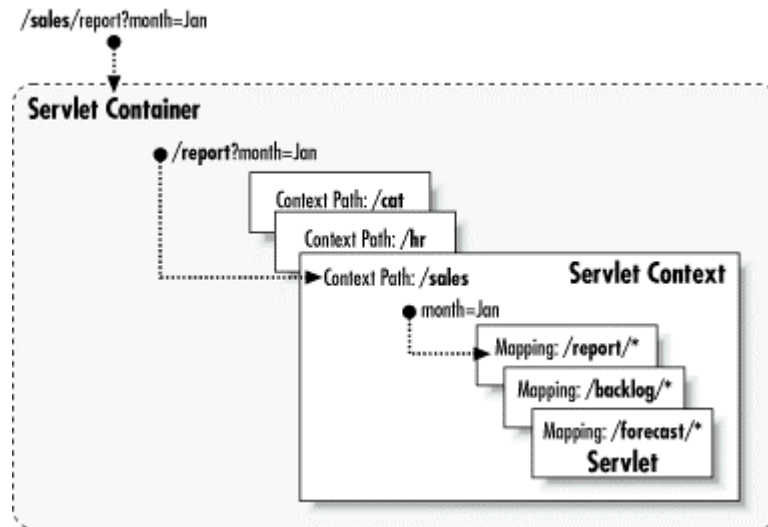 /sales/report?month=Jan
Servlet Container
/report?month=Jan
Context Path: /cat
Context Path: /hr
Context Path: /sales
Servlet Context
month=Jan
Mapping: /report/*
Mapping: /backlog/*
Mapping: /forecast/*
Servlet